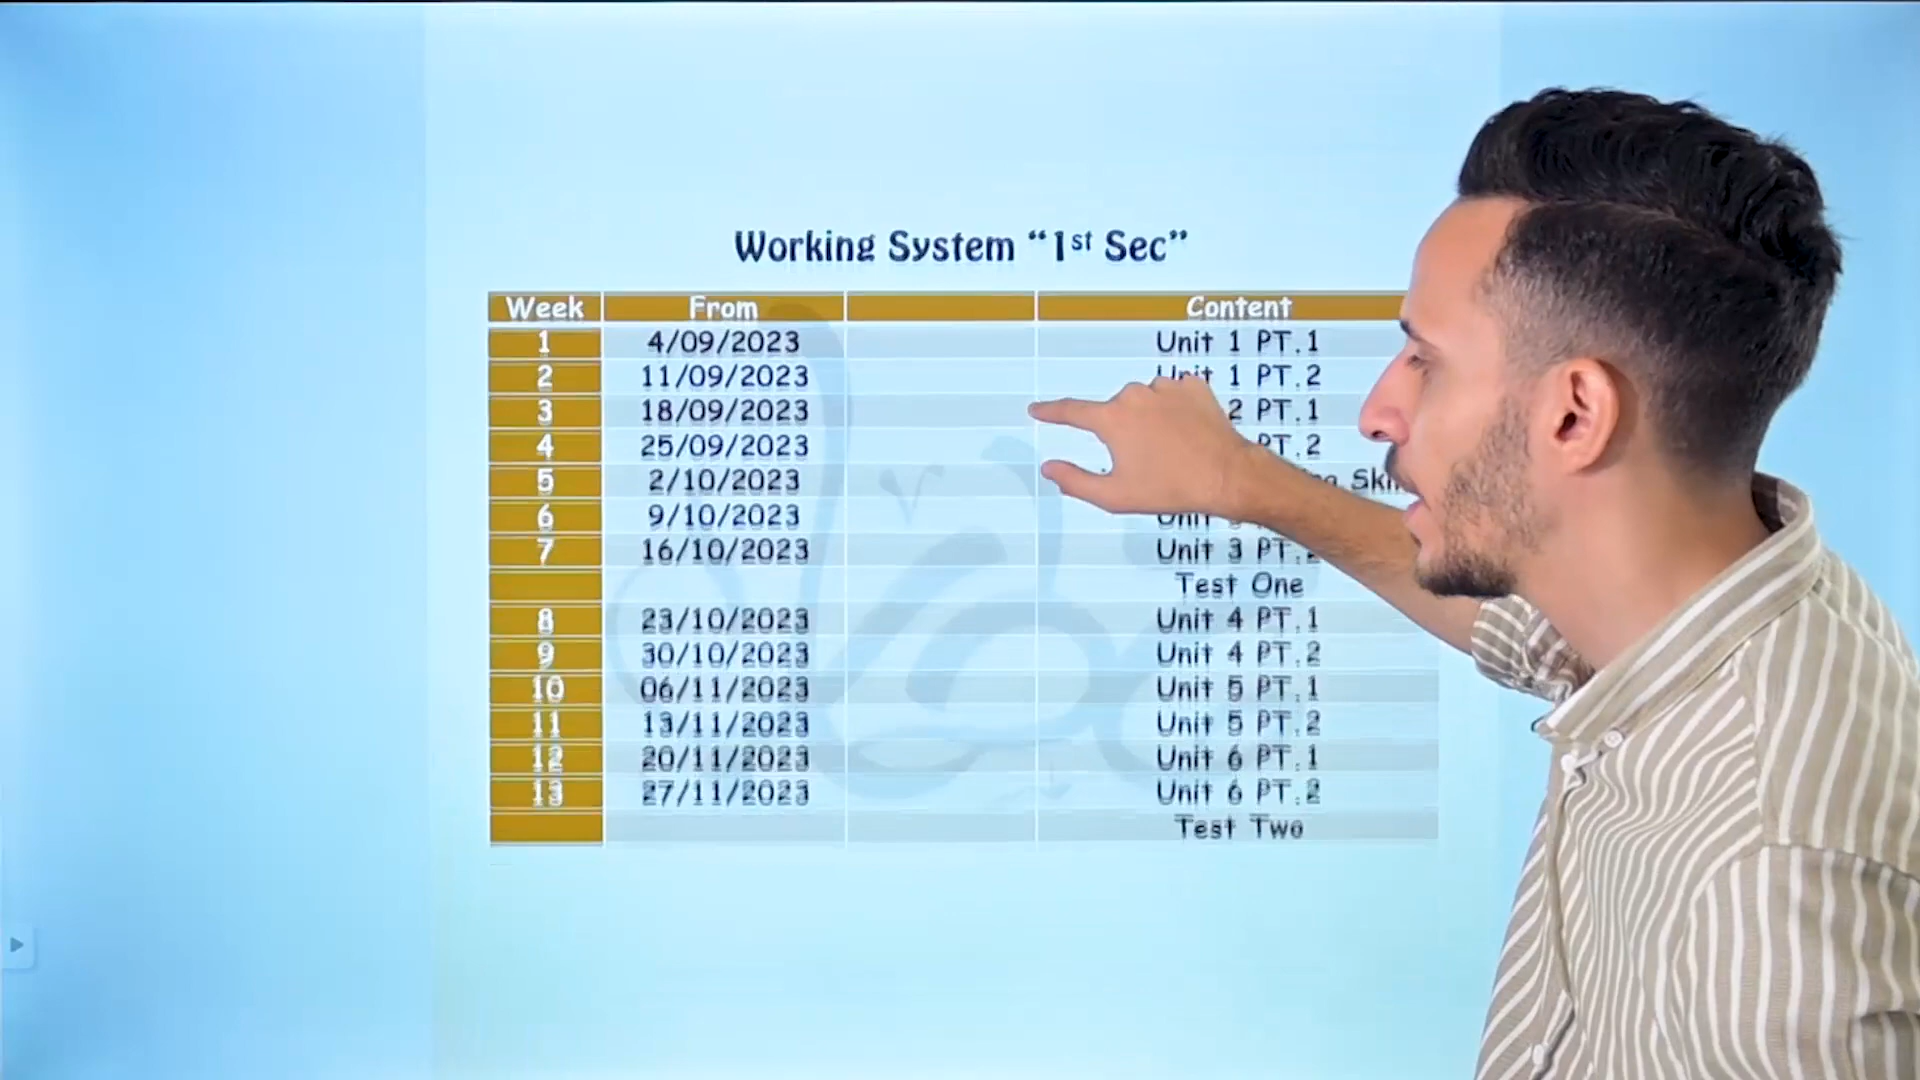 Working System “1st Sec”
Week From Content
1 4/09/2023 Unit 1 PT.1
2 11/09/2023 Unit 1 PT.2
3 18/09/2023 2 PT.1
4 25/09/2023 PT.2
5 2/10/2023
6 9/10/2023
7 16/10/2023 Unit 3 PT.2
Test One
8 23/10/2023 Unit 4 PT.1
9 30/10/2023 Unit 4 PT.2
10 06/11/2023 Unit 5 PT.1
11 13/11/2023 Unit 5 PT.2
12 20/11/2023 Unit 6 PT.1
13 27/11/2023 Unit 6 PT.2
Test Two